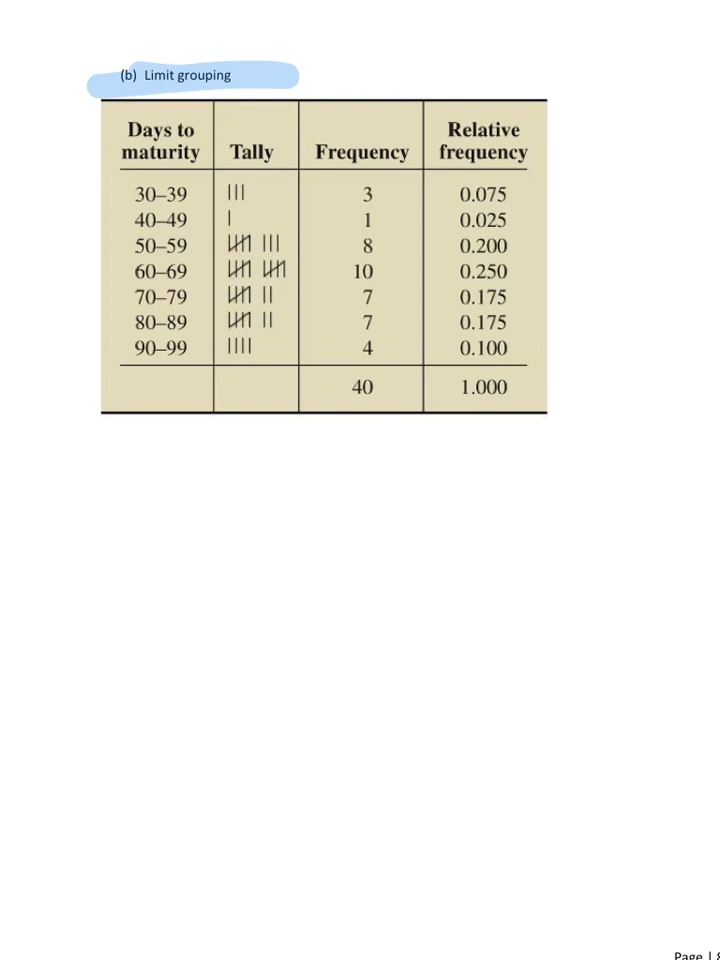 (b) Limit grouping
Days to maturity Tally Frequency Relative frequency
30–39 ||| 3 0.075
40–49 | 1 0.025
50–59 |||| ||| 8 0.200
60–69 |||| |||| 10 0.250
70–79 |||| || 7 0.175
80–89 |||| || 7 0.175
90–99 |||| 4 0.100
40 1.000
Page |